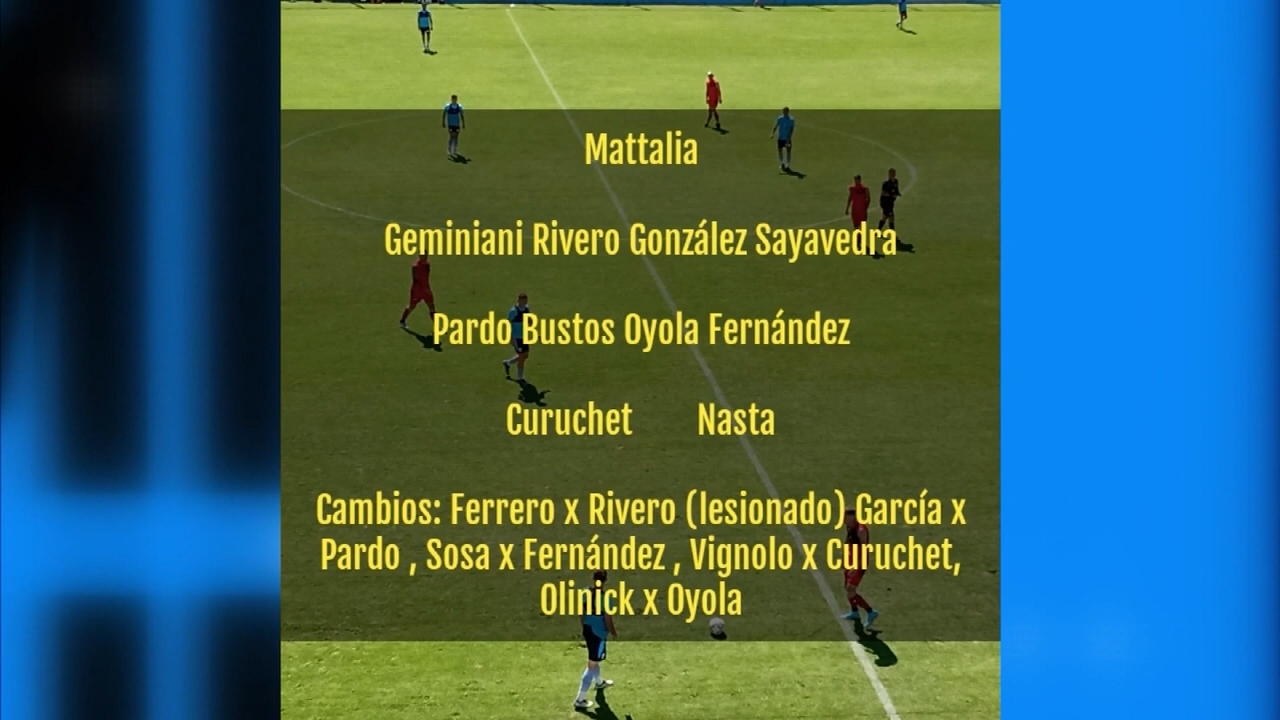 Mattalia
Geminiani Rivero González Sayavedra
Pardo Bustos Oyola Fernández
Curuchet Nasta
Cambios: Ferrero x Rivero (lesionado) García x
Pardo , Sosa x Fernández , Vignolo x Curuchet,
Olinick x Oyola